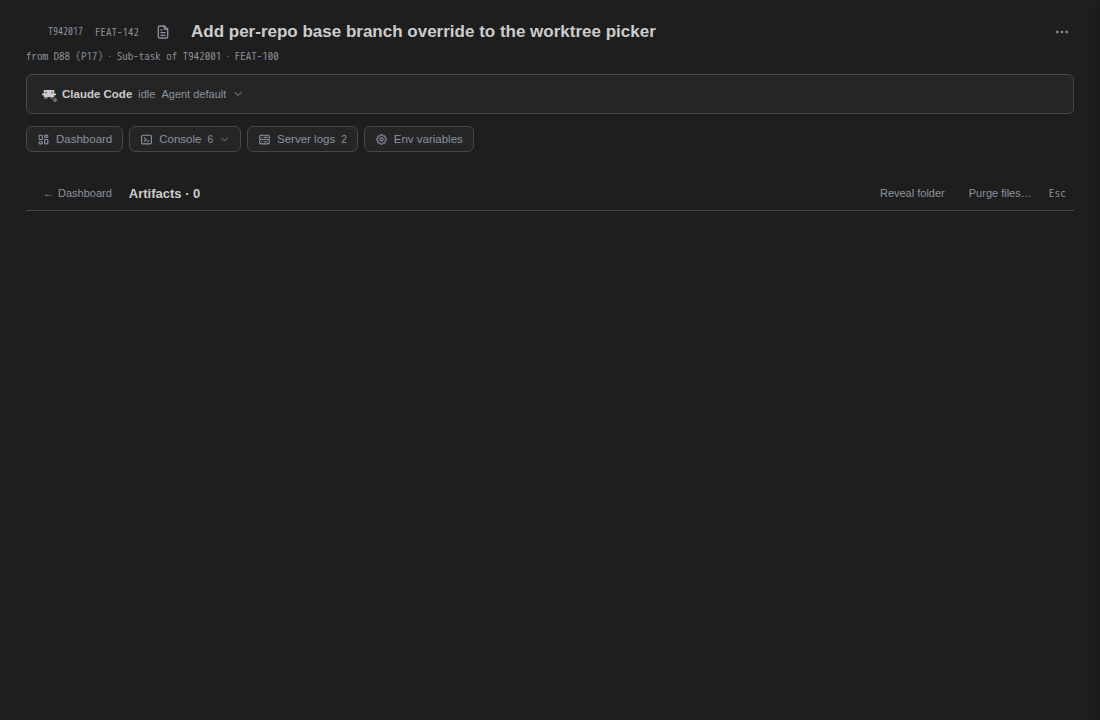 T942017 FEAT-142 Add per-repo base branch override to the worktree picker ···
from D88 (P17) · Sub-task of T942001 · FEAT-100
Claude Code idle Agent default
Dashboard Console 6 Server logs 2 Env variables
← Dashboard Artifacts · 0 Reveal folder Purge files… Esc